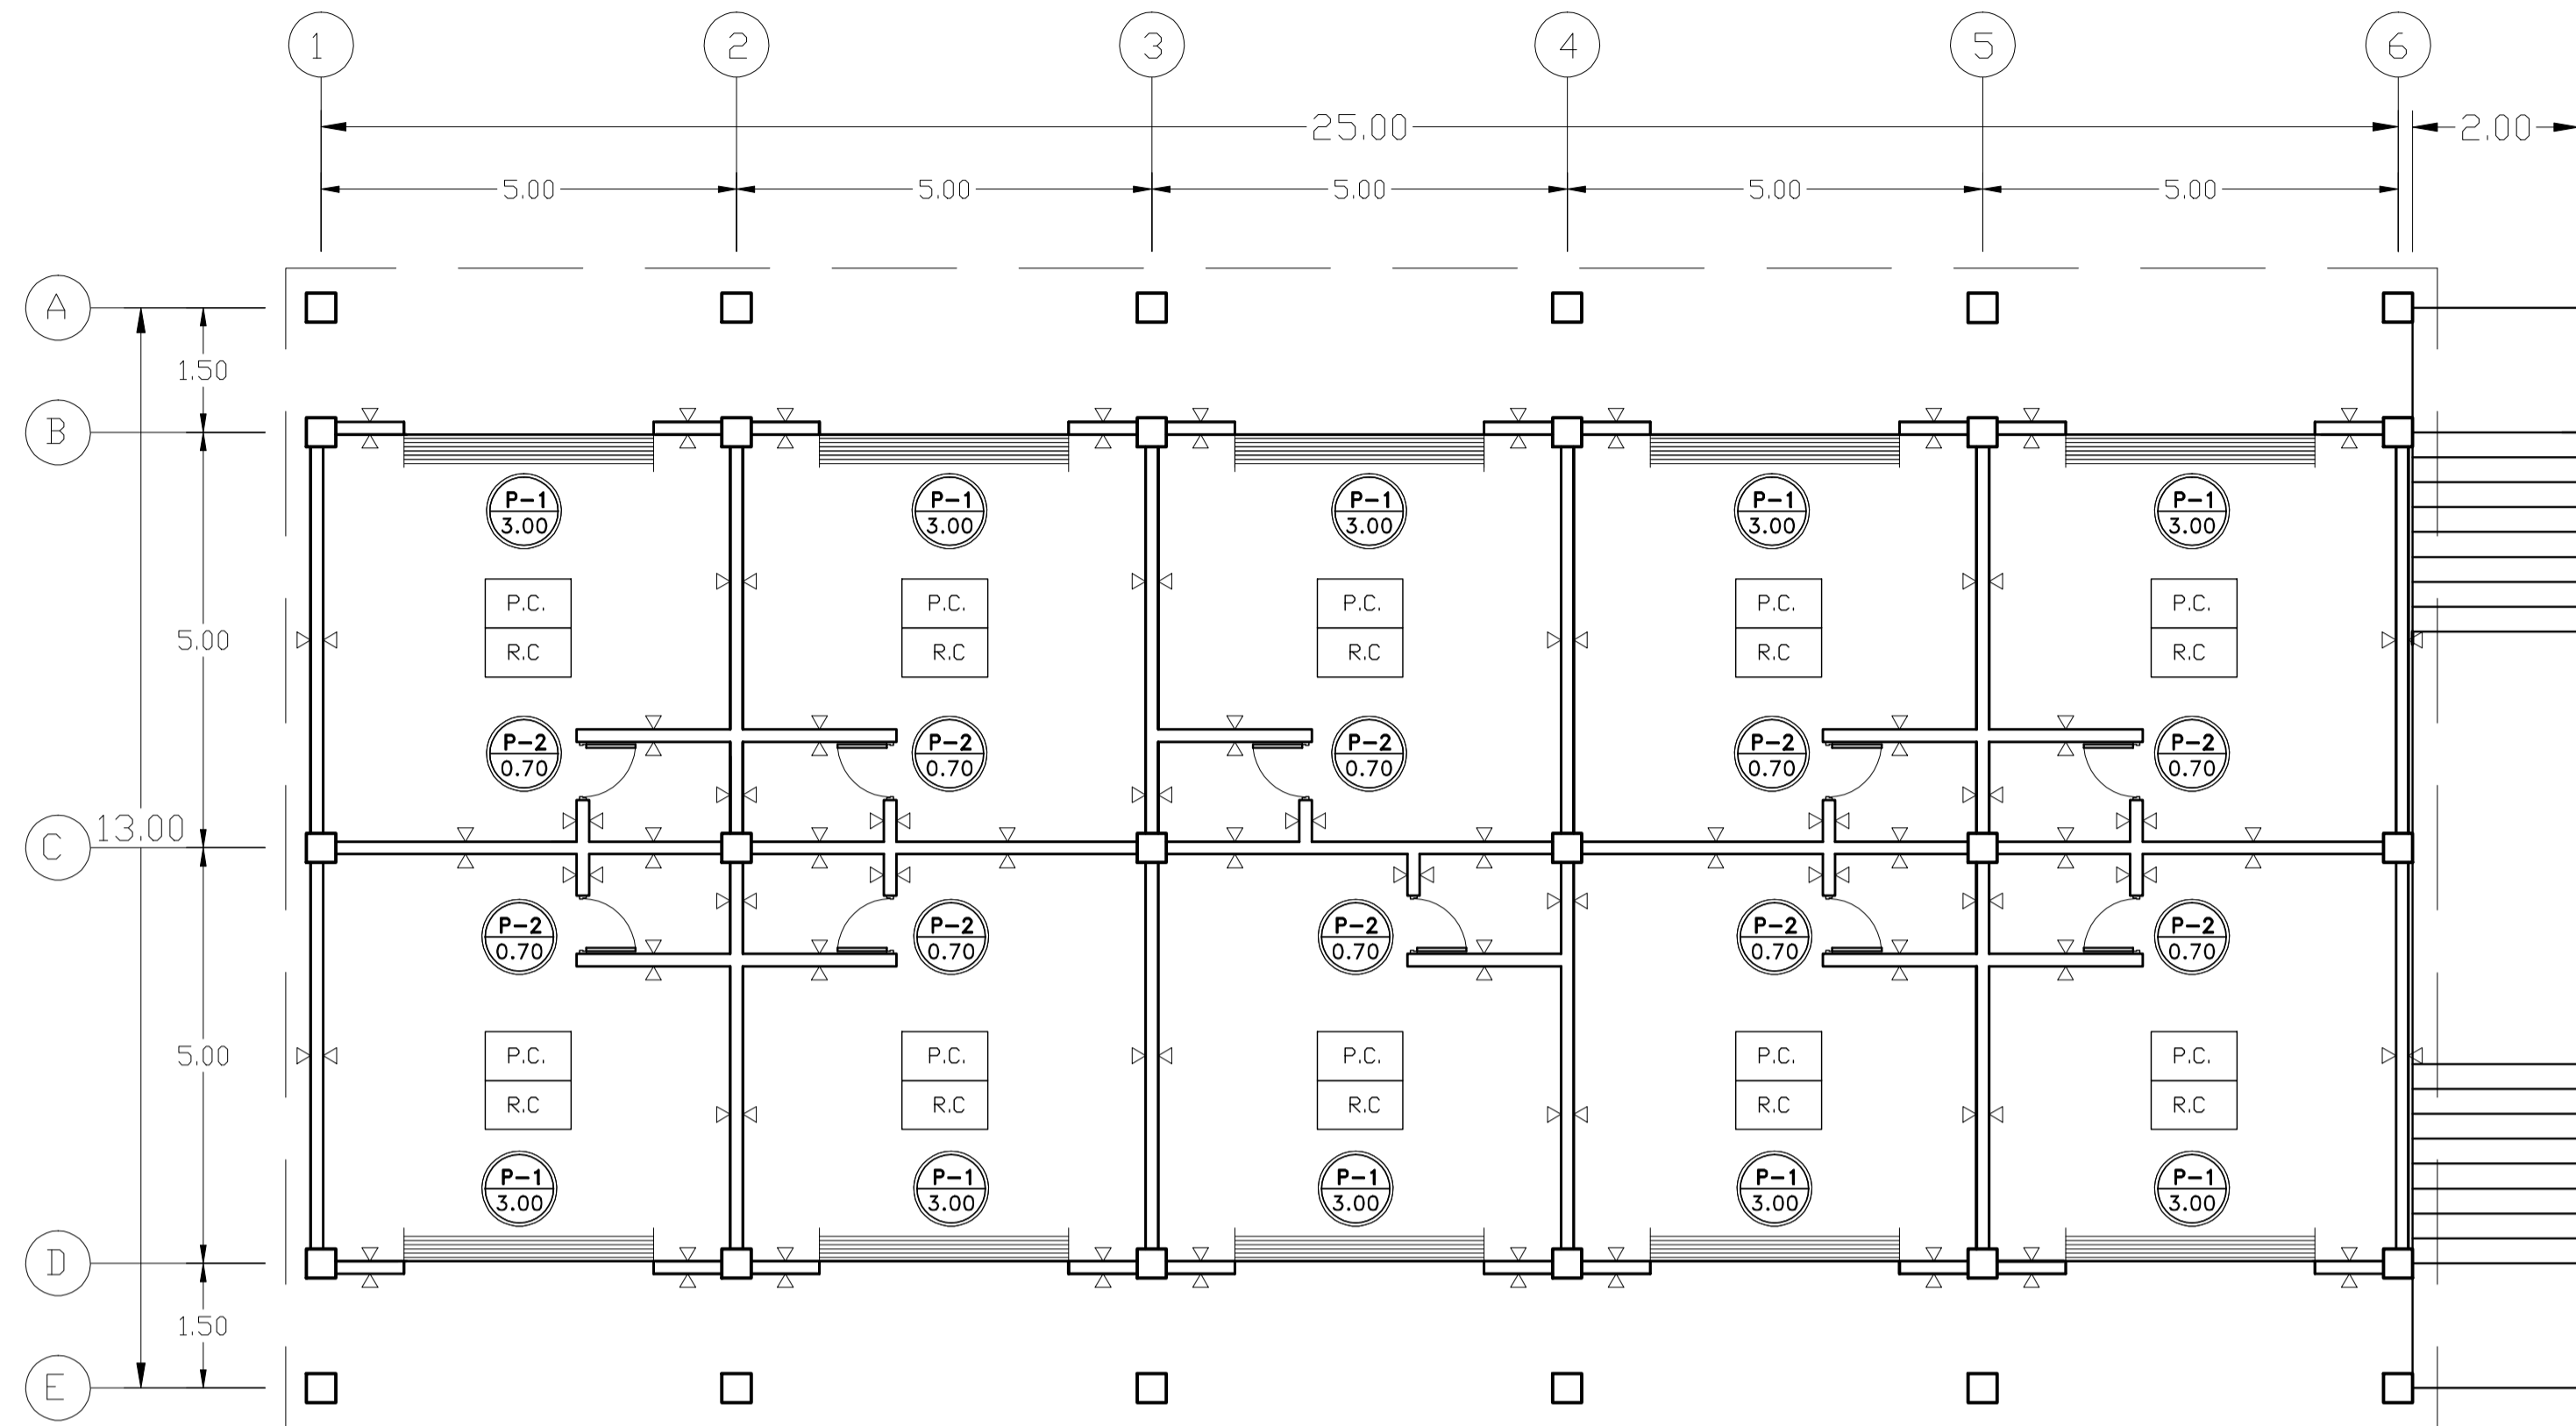 1 2 3 4 5 6
25.00 2.00
5.00 5.00 5.00 5.00 5.00
A
1.50
B
P-1 P-1 P-1 P-1 P-1
3.00 3.00 3.00 3.00 3.00
P.C. P.C. P.C. P.C. P.C.
5.00
R.C R.C R.C R.C R.C
P-2 P-2 P-2 P-2 P-2
0.70 0.70 0.70 0.70 0.70
13.00
C
P-2 P-2 P-2 P-2 P-2
0.70 0.70 0.70 0.70 0.70
5.00
P.C. P.C. P.C. P.C. P.C.
R.C R.C R.C R.C R.C
P-1 P-1 P-1 P-1 P-1
3.00 3.00 3.00 3.00 3.00
D
1.50
E